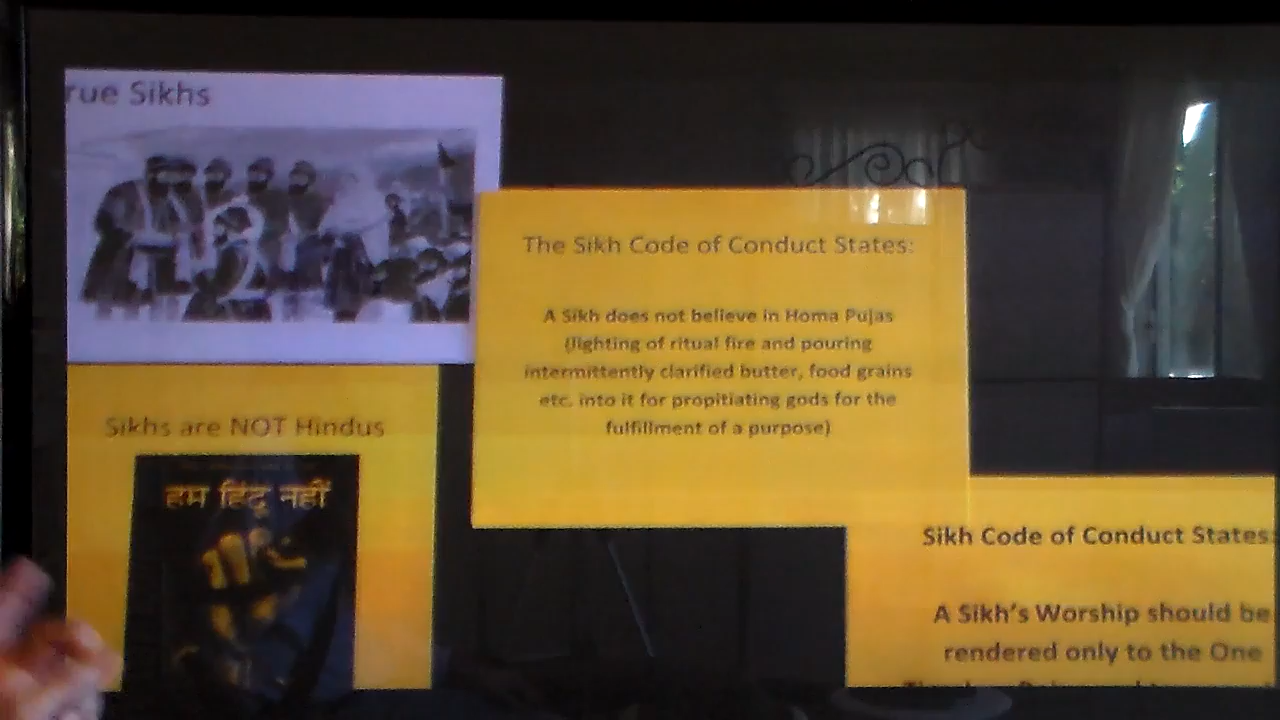 rue Sikhs
The Sikh Code of Conduct States:
A Sikh does not believe in Homa Pujas
(lighting of ritual fire and pouring
intermittently clarified butter, food grains
etc. into it for propitiating gods for the
fulfillment of a purpose)
Sikhs are NOT Hindus
हम हिंदू नहीं
Sikh Code of Conduct States:
A Sikh's Worship should be
rendered only to the One